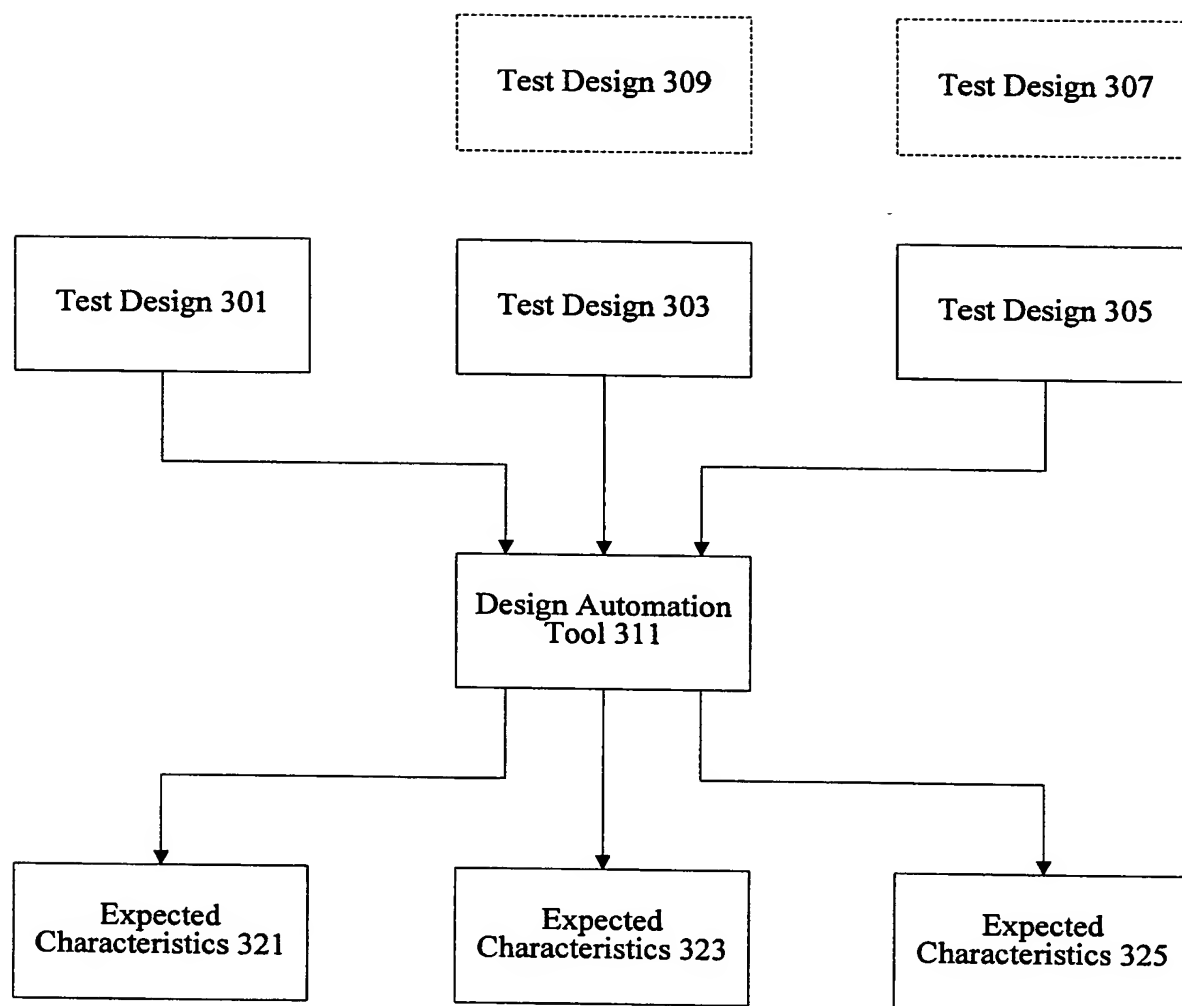 Test Design 309
Test Design 307
Test Design 301
Test Design 303
Test Design 305
Design Automation
Tool 311
Expected
Characteristics 321
Expected
Characteristics 323
Expected
Characteristics 325